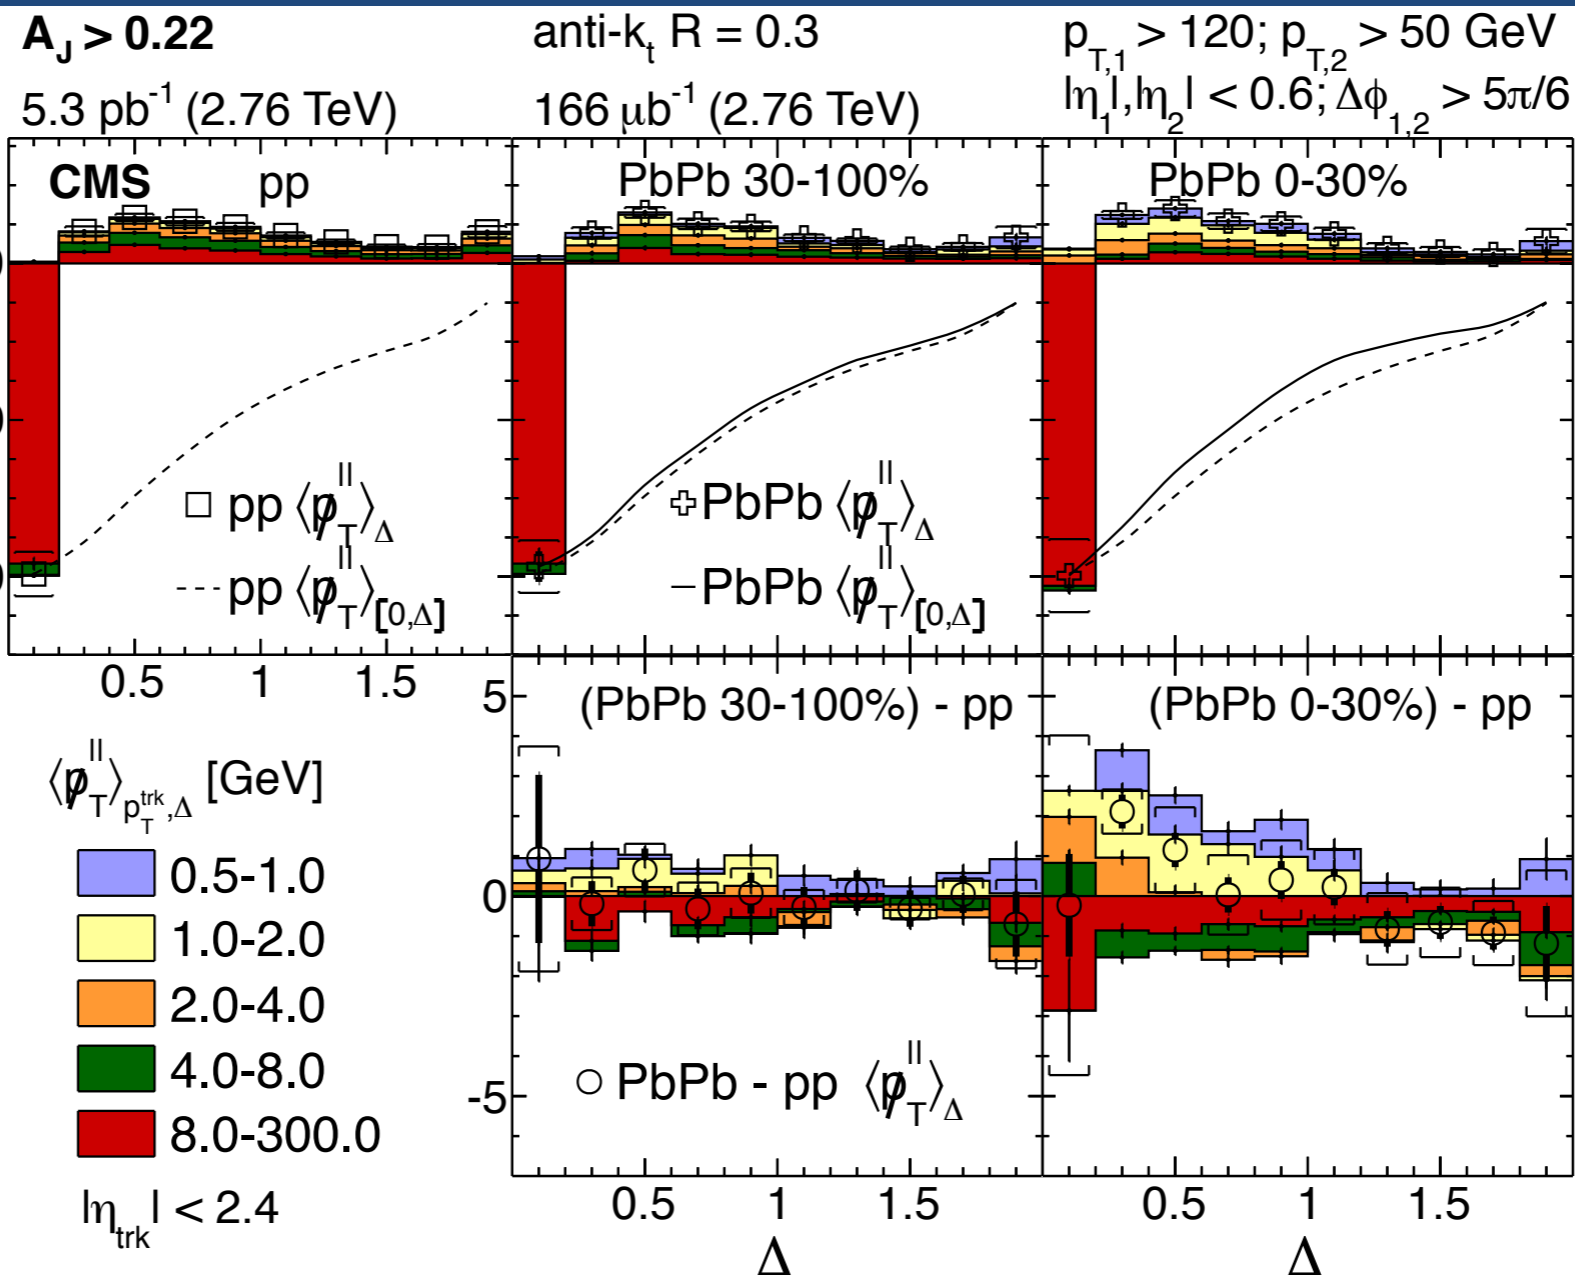 A_J > 0.22
anti-k_t R = 0.3
p_T,1 > 120; p_T,2 > 50 GeV
5.3 pb⁻¹ (2.76 TeV)
166 μb⁻¹ (2.76 TeV)
|η_1|,|η_2| < 0.6; Δϕ_1,2 > 5π/6
CMS pp
PbPb 30-100%
PbPb 0-30%
pp ⟨p̸_T^||⟩_Δ
PbPb ⟨p̸_T^||⟩_Δ
pp ⟨p̸_T^||⟩_[0,Δ]
PbPb ⟨p̸_T^||⟩_[0,Δ]
0.5 1 1.5
5
(PbPb 30-100%) - pp
(PbPb 0-30%) - pp
⟨p̸_T^||⟩_p_T^trk,Δ [GeV]
0.5-1.0
0
1.0-2.0
2.0-4.0
4.0-8.0
PbPb - pp ⟨p̸_T^||⟩_Δ
-5
8.0-300.0
|η_trk| < 2.4
0.5 1 1.5
0.5 1 1.5
Δ
Δ